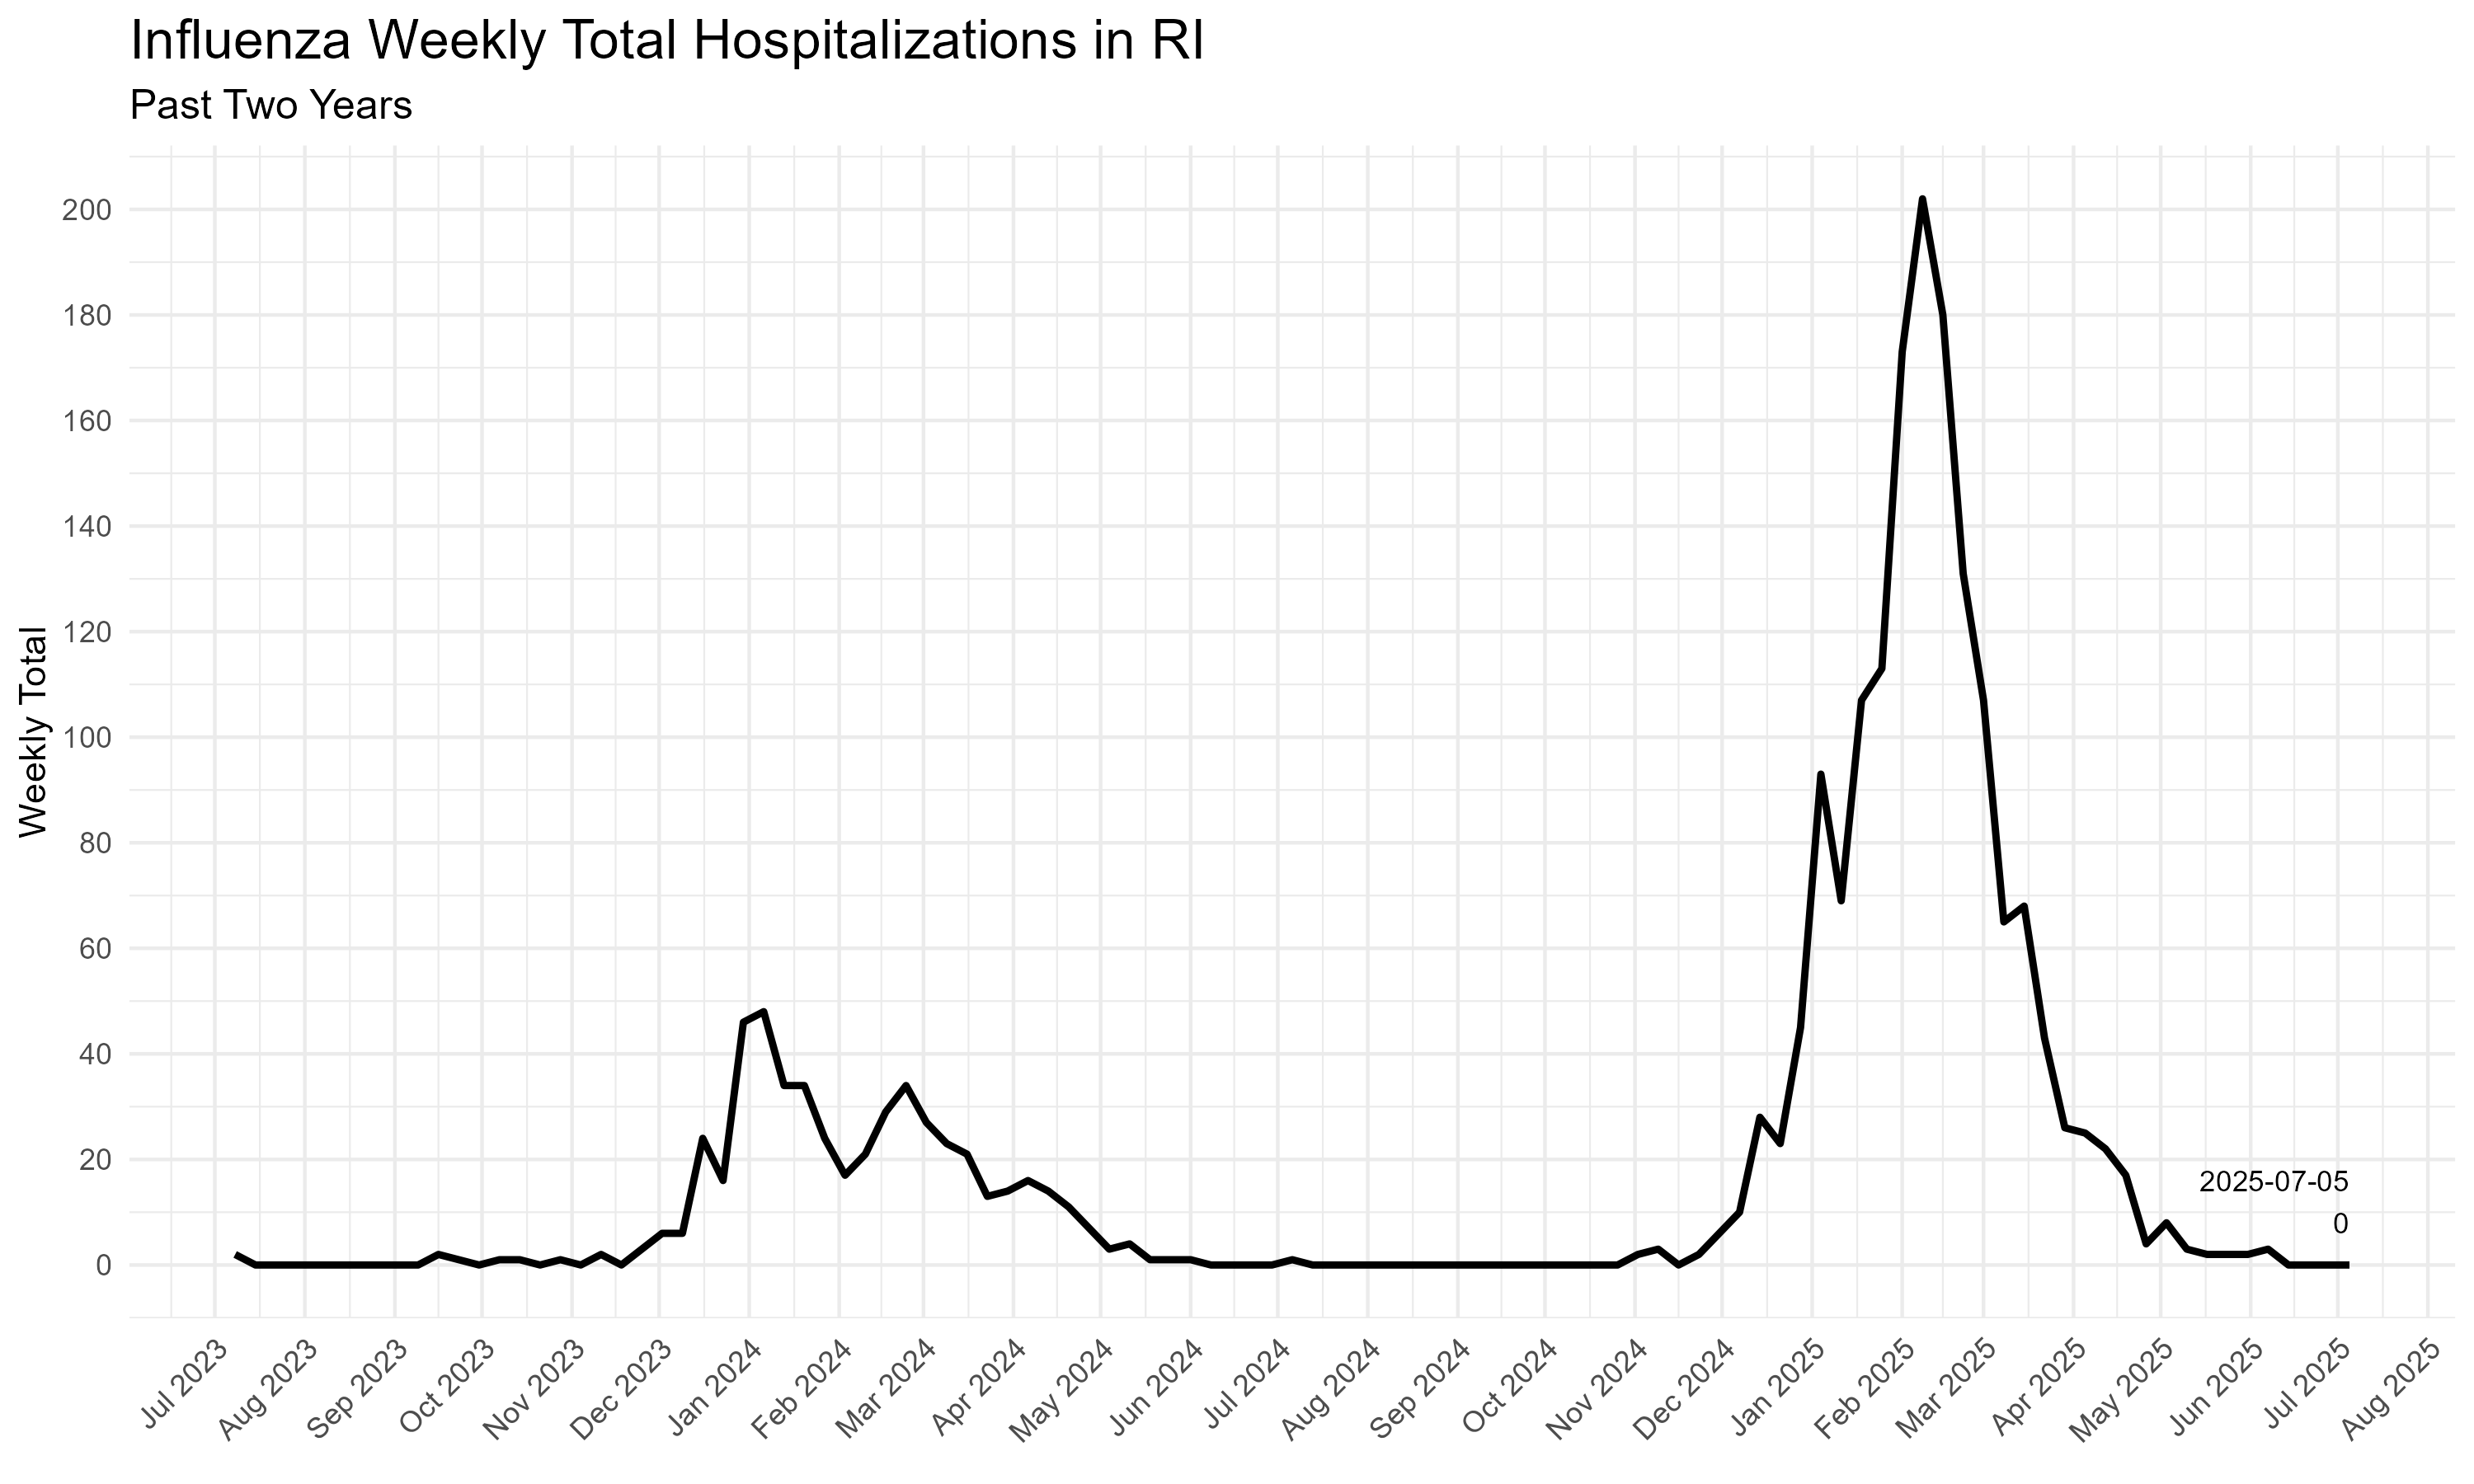 Influenza Weekly Total Hospitalizations in RI
Past Two Years
Weekly Total
200
180
160
140
120
100
80
60
40
20
0
2025-07-05
0
Jul 2023
Aug 2023
Sep 2023
Oct 2023
Nov 2023
Dec 2023
Jan 2024
Feb 2024
Mar 2024
Apr 2024
May 2024
Jun 2024
Jul 2024
Aug 2024
Sep 2024
Oct 2024
Nov 2024
Dec 2024
Jan 2025
Feb 2025
Mar 2025
Apr 2025
May 2025
Jun 2025
Jul 2025
Aug 2025